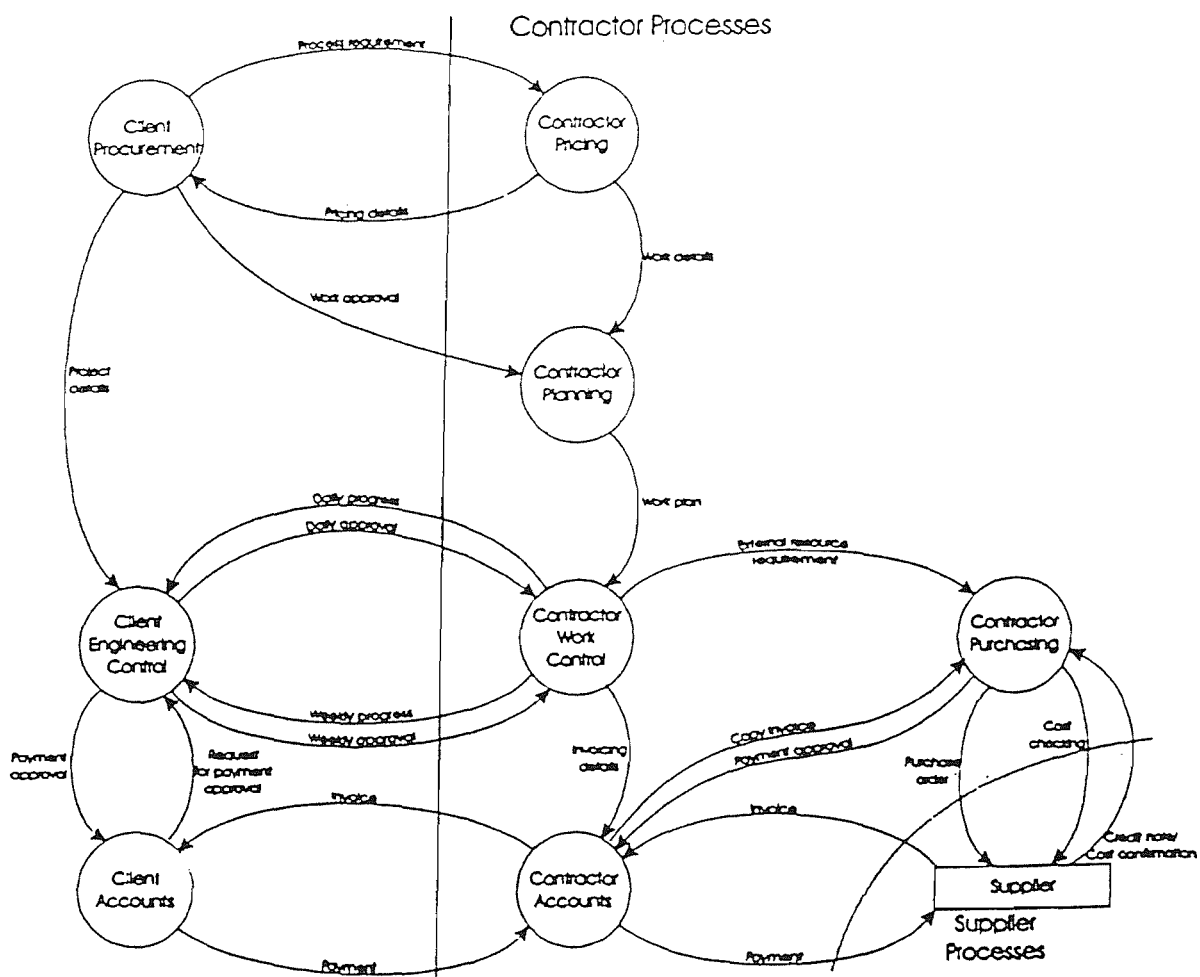 Contractor Processes
Process requirement
Client
Procurement
Contractor
Pricing
Pricing details
Work details
Work approval
Contractor
Planning
Project
details
Daily progress
Daily approval
Work plan
External resource
requirement
Client
Engineering
Control
Contractor
Work
Control
Contractor
Purchasing
Weekly progress
Weekly approval
Payment
approval
Request
for payment
approval
Invoicing
details
Copy invoice
Payment approval
Cost
checking
Purchase
order
Invoice
Invoice
Credit note/
Cost confirmation
Client
Accounts
Contractor
Accounts
Supplier
Supplier
Processes
Payment
Payment